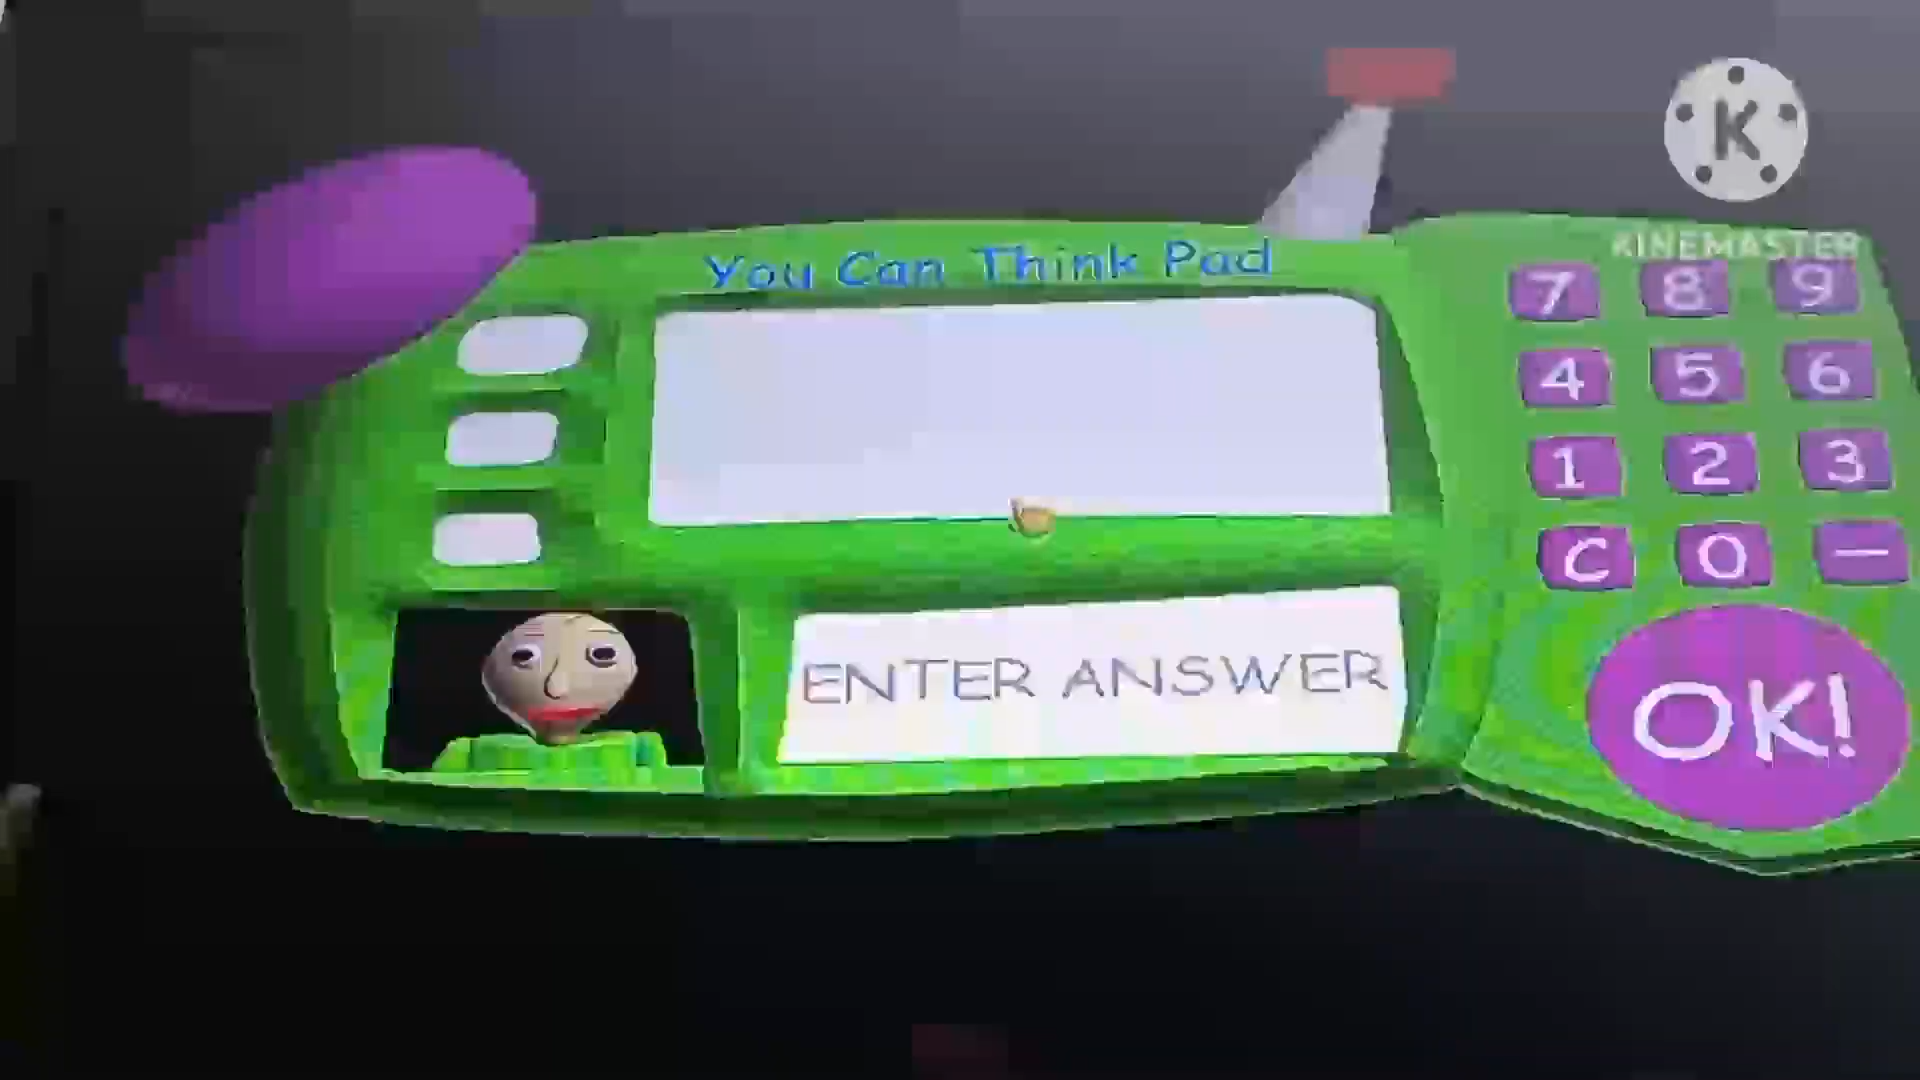 K
KINEMASTER
You Can Think Pad
7 8 9
4 5 6
1 2 3
C 0 —
ENTER ANSWER
OK!